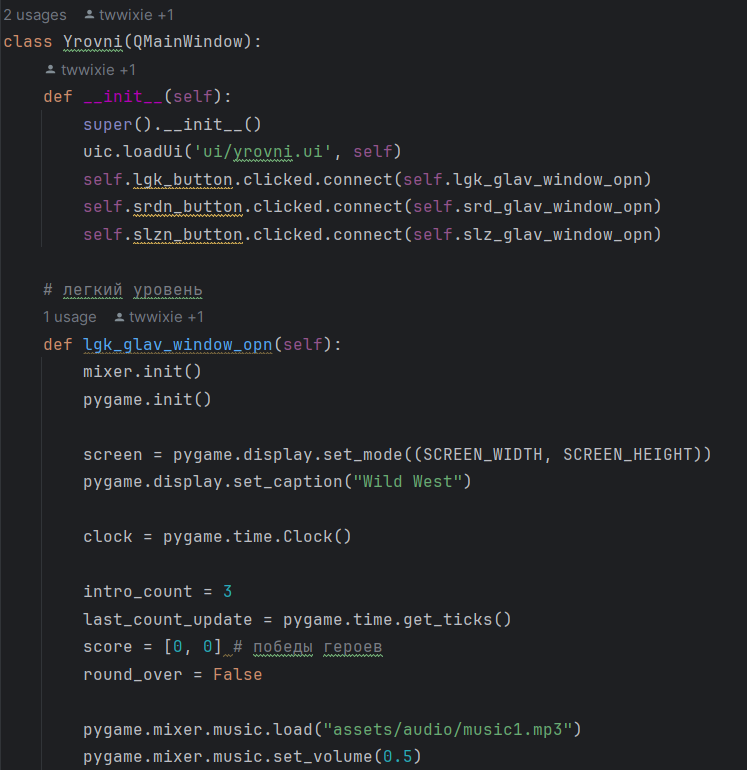 2 usages   twwixie +1
class Yrovni(QMainWindow):
    twwixie +1
    def __init__(self):
        super().__init__()
        uic.loadUi('ui/yrovni.ui', self)
        self.lgk_button.clicked.connect(self.lgk_glav_window_opn)
        self.srdn_button.clicked.connect(self.srd_glav_window_opn)
        self.slzn_button.clicked.connect(self.slz_glav_window_opn)

    # легкий уровень
    1 usage   twwixie +1
    def lgk_glav_window_opn(self):
        mixer.init()
        pygame.init()

        screen = pygame.display.set_mode((SCREEN_WIDTH, SCREEN_HEIGHT))
        pygame.display.set_caption("Wild West")

        clock = pygame.time.Clock()

        intro_count = 3
        last_count_update = pygame.time.get_ticks()
        score = [0, 0] # победы героев
        round_over = False

        pygame.mixer.music.load("assets/audio/music1.mp3")
        pygame.mixer.music.set_volume(0.5)